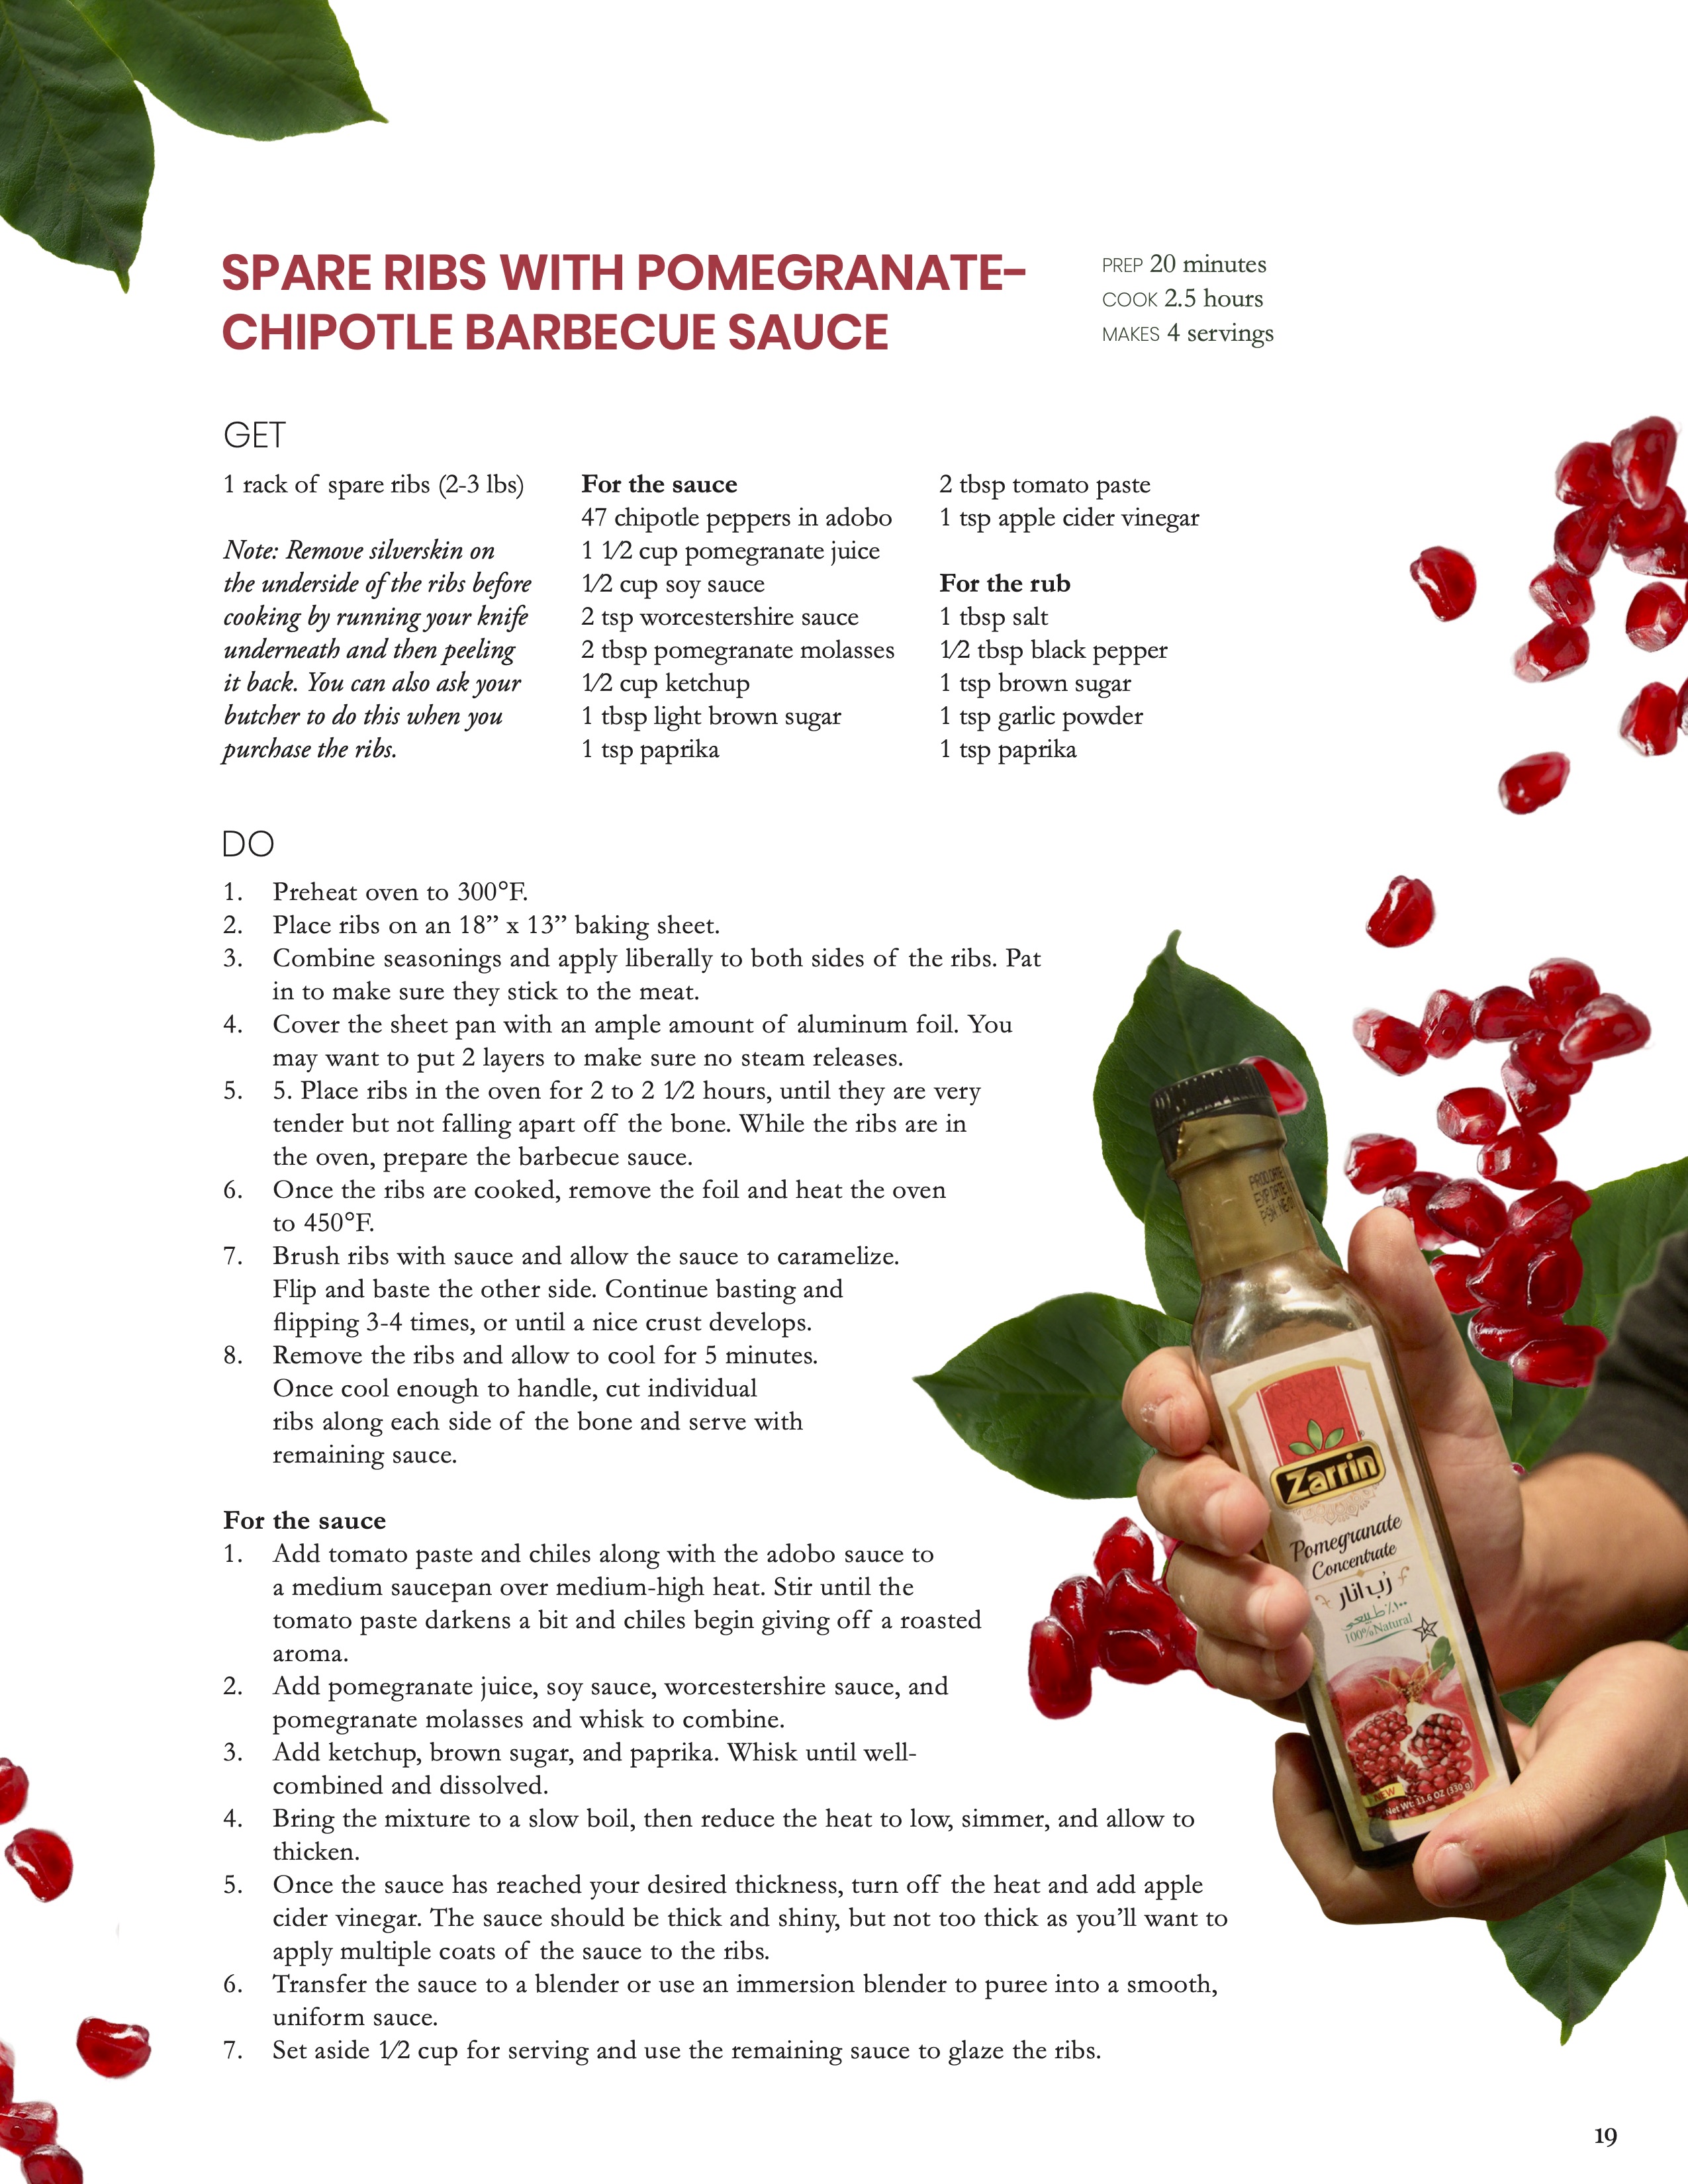 SPARE RIBS WITH POMEGRANATE-
CHIPOTLE BARBECUE SAUCE
PREP 20 minutes
COOK 2.5 hours
MAKES 4 servings
GET
1 rack of spare ribs (2-3 lbs)
Note: Remove silverskin on
the underside of the ribs before
cooking by running your knife
underneath and then peeling
it back. You can also ask your
butcher to do this when you
purchase the ribs.
For the sauce
47 chipotle peppers in adobo
1 1/2 cup pomegranate juice
1/2 cup soy sauce
2 tsp worcestershire sauce
2 tbsp pomegranate molasses
1/2 cup ketchup
1 tbsp light brown sugar
1 tsp paprika
2 tbsp tomato paste
1 tsp apple cider vinegar
For the rub
1 tbsp salt
1/2 tbsp black pepper
1 tsp brown sugar
1 tsp garlic powder
1 tsp paprika
DO
1. Preheat oven to 300°F.
2. Place ribs on an 18” x 13” baking sheet.
3. Combine seasonings and apply liberally to both sides of the ribs. Pat
in to make sure they stick to the meat.
4. Cover the sheet pan with an ample amount of aluminum foil. You
may want to put 2 layers to make sure no steam releases.
5. 5. Place ribs in the oven for 2 to 2 1/2 hours, until they are very
tender but not falling apart off the bone. While the ribs are in
the oven, prepare the barbecue sauce.
6. Once the ribs are cooked, remove the foil and heat the oven
to 450°F.
7. Brush ribs with sauce and allow the sauce to caramelize.
Flip and baste the other side. Continue basting and
flipping 3-4 times, or until a nice crust develops.
8. Remove the ribs and allow to cool for 5 minutes.
Once cool enough to handle, cut individual
ribs along each side of the bone and serve with
remaining sauce.
For the sauce
1. Add tomato paste and chiles along with the adobo sauce to
a medium saucepan over medium-high heat. Stir until the
tomato paste darkens a bit and chiles begin giving off a roasted
aroma.
2. Add pomegranate juice, soy sauce, worcestershire sauce, and
pomegranate molasses and whisk to combine.
3. Add ketchup, brown sugar, and paprika. Whisk until well-
combined and dissolved.
4. Bring the mixture to a slow boil, then reduce the heat to low, simmer, and allow to
thicken.
5. Once the sauce has reached your desired thickness, turn off the heat and add apple
cider vinegar. The sauce should be thick and shiny, but not too thick as you’ll want to
apply multiple coats of the sauce to the ribs.
6. Transfer the sauce to a blender or use an immersion blender to puree into a smooth,
uniform sauce.
7. Set aside 1/2 cup for serving and use the remaining sauce to glaze the ribs.
PROD DATE
EXP DATE
Zarrin
Pomegranate
Concentrate
رب انار
۱۰۰٪ طبیعی
100% Natural
NEW
Net Wt: 11.6 OZ (330 g)
19